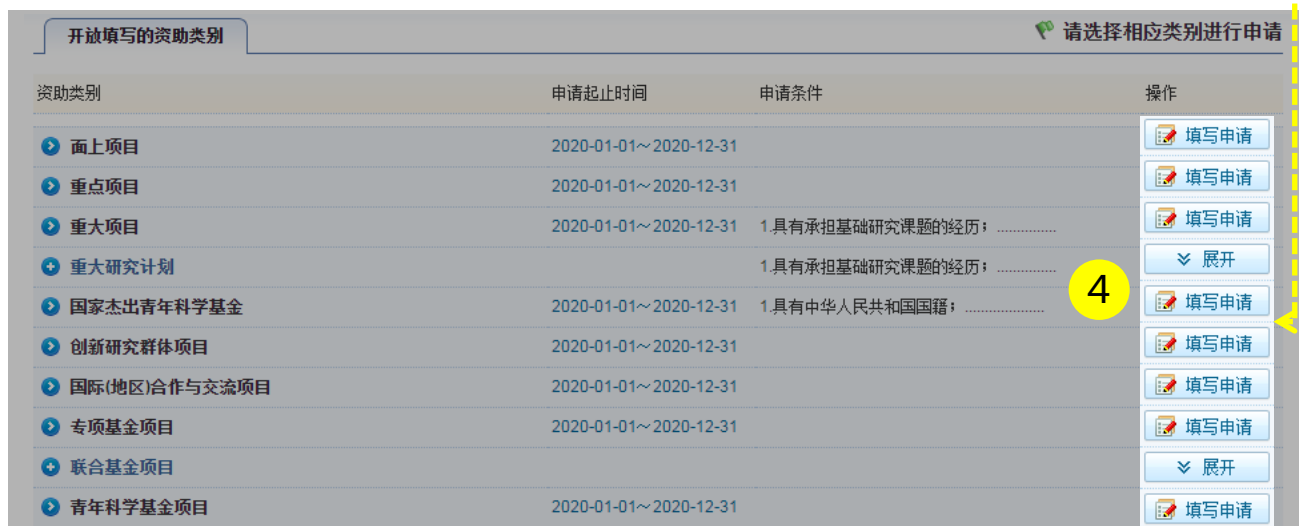 开放填写的资助类别 请选择相应类别进行申请
资助类别 申请起止时间 申请条件 操作
面上项目 2020-01-01～2020-12-31 填写申请
重点项目 2020-01-01～2020-12-31 填写申请
重大项目 2020-01-01～2020-12-31 1.具有承担基础研究课题的经历；............... 填写申请
重大研究计划 1.具有承担基础研究课题的经历；............... 展开
4
国家杰出青年科学基金 2020-01-01～2020-12-31 1.具有中华人民共和国国籍；.................... 填写申请
创新研究群体项目 2020-01-01～2020-12-31 填写申请
国际(地区)合作与交流项目 2020-01-01～2020-12-31 填写申请
专项基金项目 2020-01-01～2020-12-31 填写申请
联合基金项目 展开
青年科学基金项目 2020-01-01～2020-12-31 填写申请